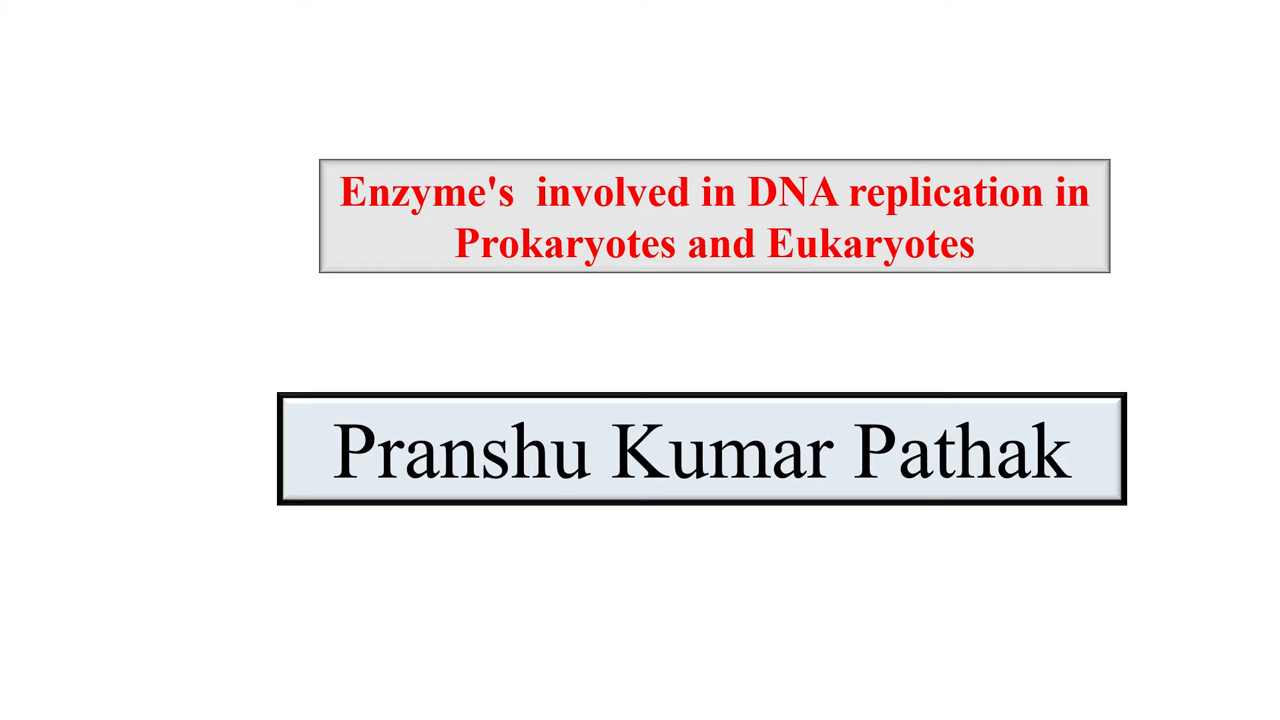 Enzyme's  involved in DNA replication in
Prokaryotes and Eukaryotes
Pranshu Kumar Pathak